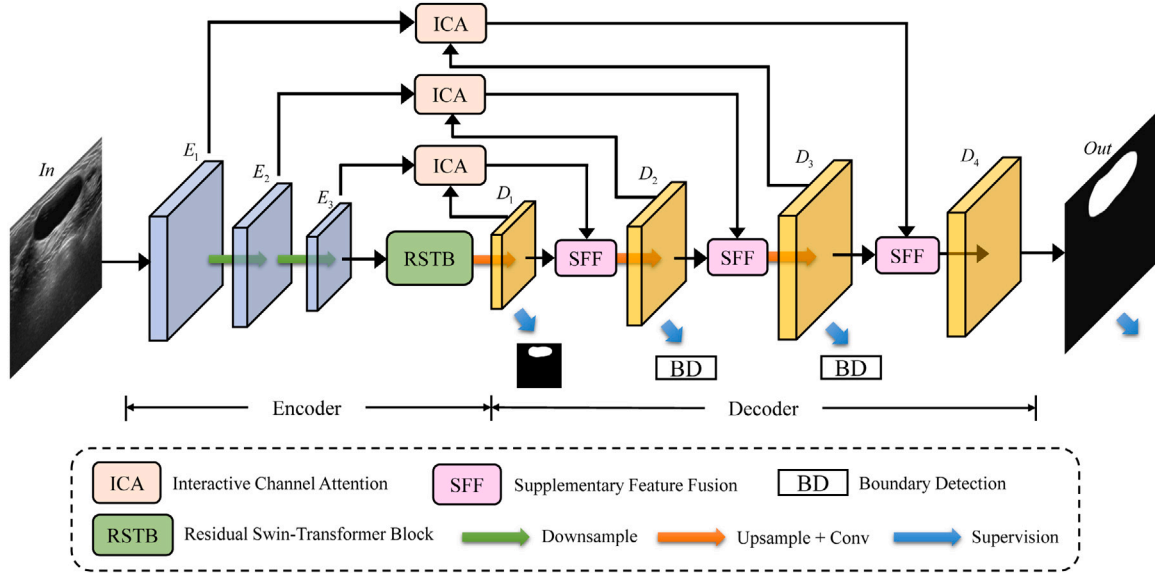 ICA
ICA
ICA
In
E1
E2
E3
D1
D2
D3
D4
Out
RSTB
SFF
SFF
SFF
BD
BD
Encoder
Decoder
ICA Interactive Channel Attention
SFF Supplementary Feature Fusion
BD Boundary Detection
RSTB Residual Swin-Transformer Block
Downsample
Upsample + Conv
Supervision